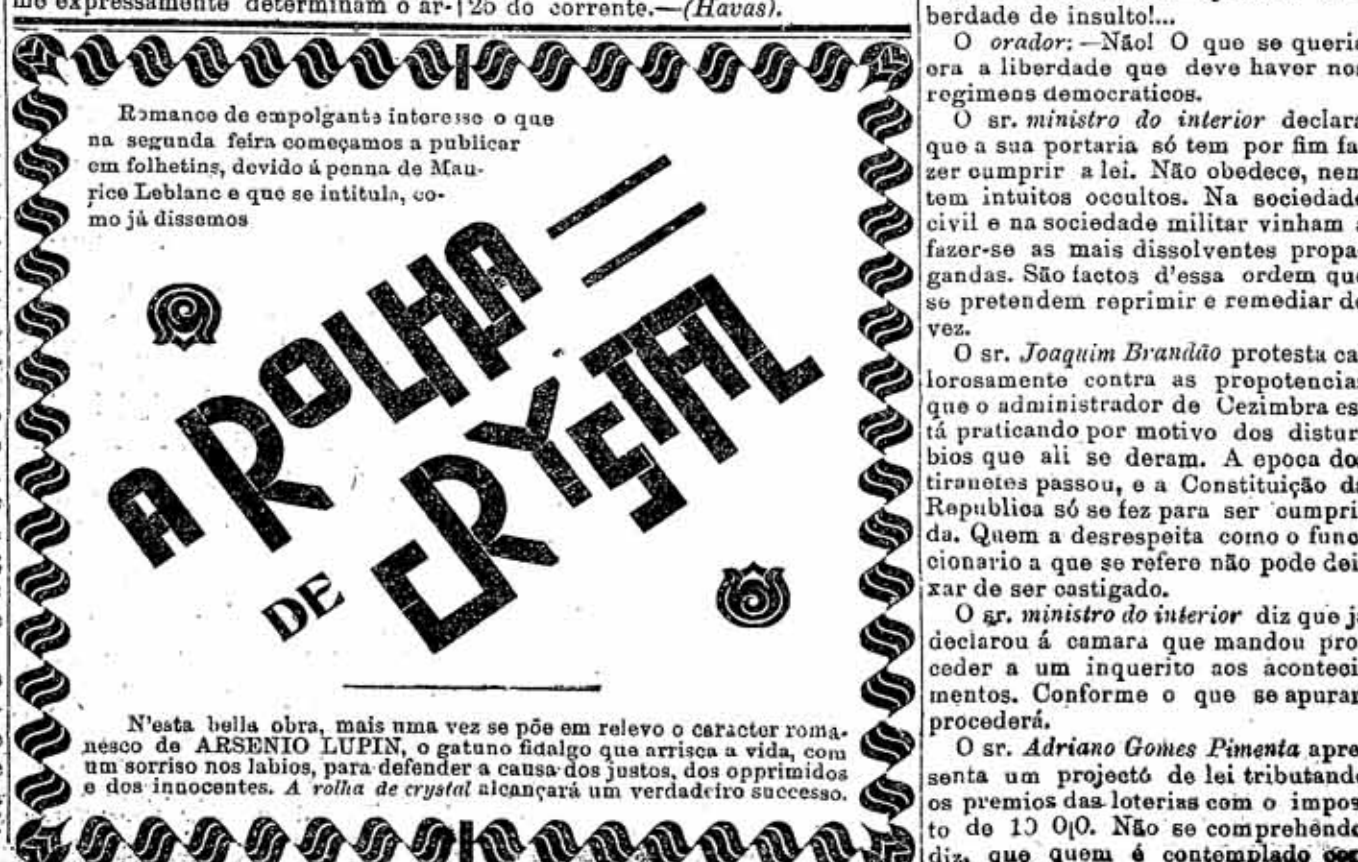 expressamente determinam o ar-
25 do corrente.—(Havas).
Romance de empolgante interesse o que
na segunda feira começamos a publicar
em folhetins, devido á penna de Mau-
rice Leblanc e que se intitula, co-
mo já dissemos
A ROLHA =
DE CRYSTAL
N'esta bella obra, mais uma vez se põe em relevo o caracter roma-
nesco de ARSENIO LUPIN, o gatuno fidalgo que arrisca a vida, com
um sorriso nos labios, para defender a causa dos justos, dos opprimidos
e dos innocentes. A rolha de crystal alcançará um verdadeiro successo.
berdade de insulto!...
O orador:—Não! O que se queria
era a liberdade que deve haver nos
regimens democraticos.
O sr. ministro do interior declara
que a sua portaria só tem por fim fa-
zer cumprir a lei. Não obedece, nem
tem intuitos occultos. Na sociedade
civil e na sociedade militar vinham a
fazer-se as mais dissolventes propa-
gandas. São factos d'essa ordem que
se pretendem reprimir e remediar de
vez.
O sr. Joaquim Brandão protesta ca-
lorosamente contra as prepotencias
que o administrador de Cezimbra es-
tá praticando por motivo dos distur-
bios que ali se deram. A epoca dos
tiranetes passou, e a Constituição da
Republica só se fez para ser cumpri-
da. Quem a desrespeita como o func-
cionario a que se refere não pode dei-
xar de ser castigado.
O sr. ministro do interior diz que já
declarou á camara que mandou pro-
ceder a um inquerito aos aconteci-
mentos. Conforme o que se apurar,
procederá.
O sr. Adriano Gomes Pimenta apre-
senta um projectó de lei tributando
os premios das loterias com o impos-
to de 10 0|0. Não se comprehende
diz, que quem é contemplado com